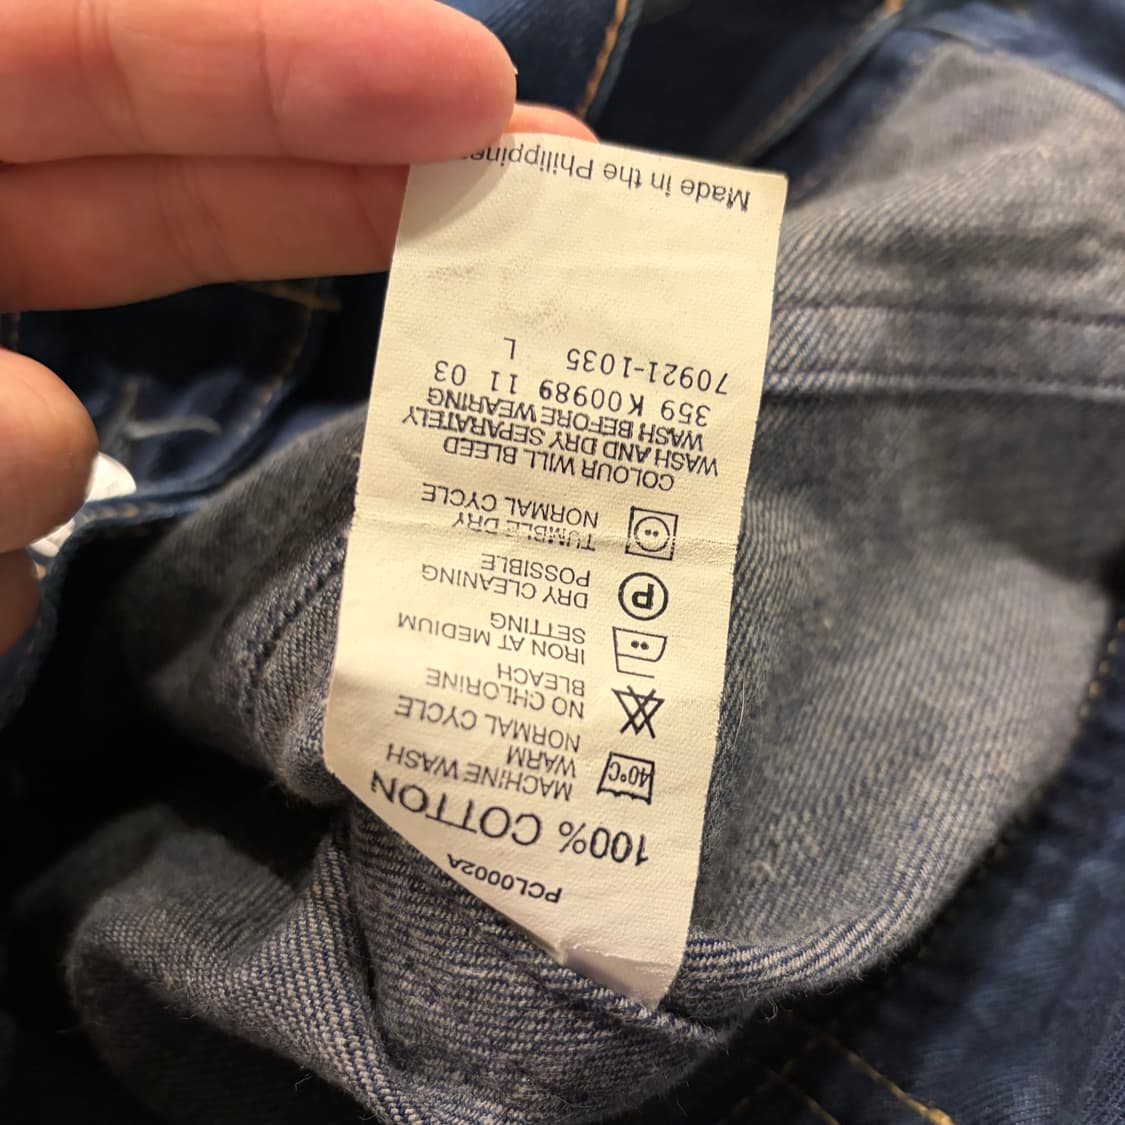 PCL0002A
100% COTTON
40°C
MACHINE WASH
WARM
NORMAL CYCLE
NO CHLORINE
BLEACH
IRON AT MEDIUM
SETTING
P
DRY CLEANING
POSSIBLE
TUMBLE DRY
NORMAL CYCLE
COLOUR WILL BLEED
WASH AND DRY SEPARATELY
WASH BEFORE WEARING
359 K 00989 11 03
70921-1035 L
Made in the Philippine